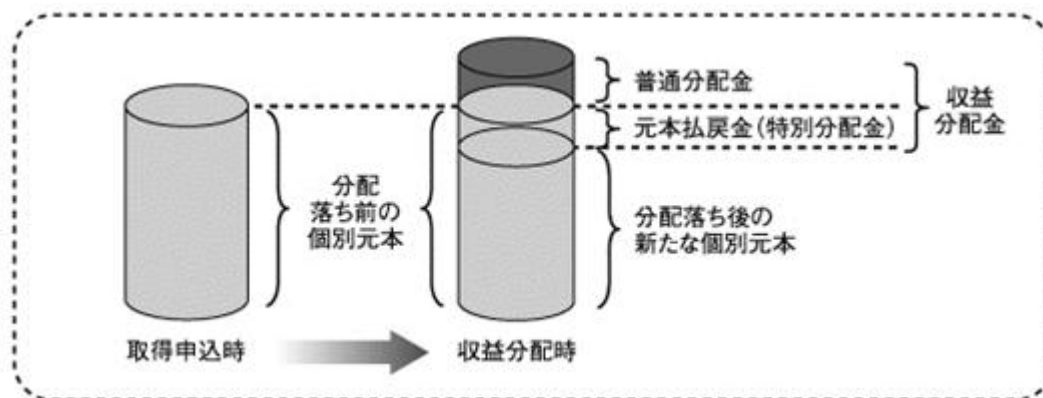 普通分配金
元本払戻金(特別分配金)
収益
分配金
分配
落ち前の
個別元本
分配落ち後の
新たな個別元本
取得申込時
収益分配時